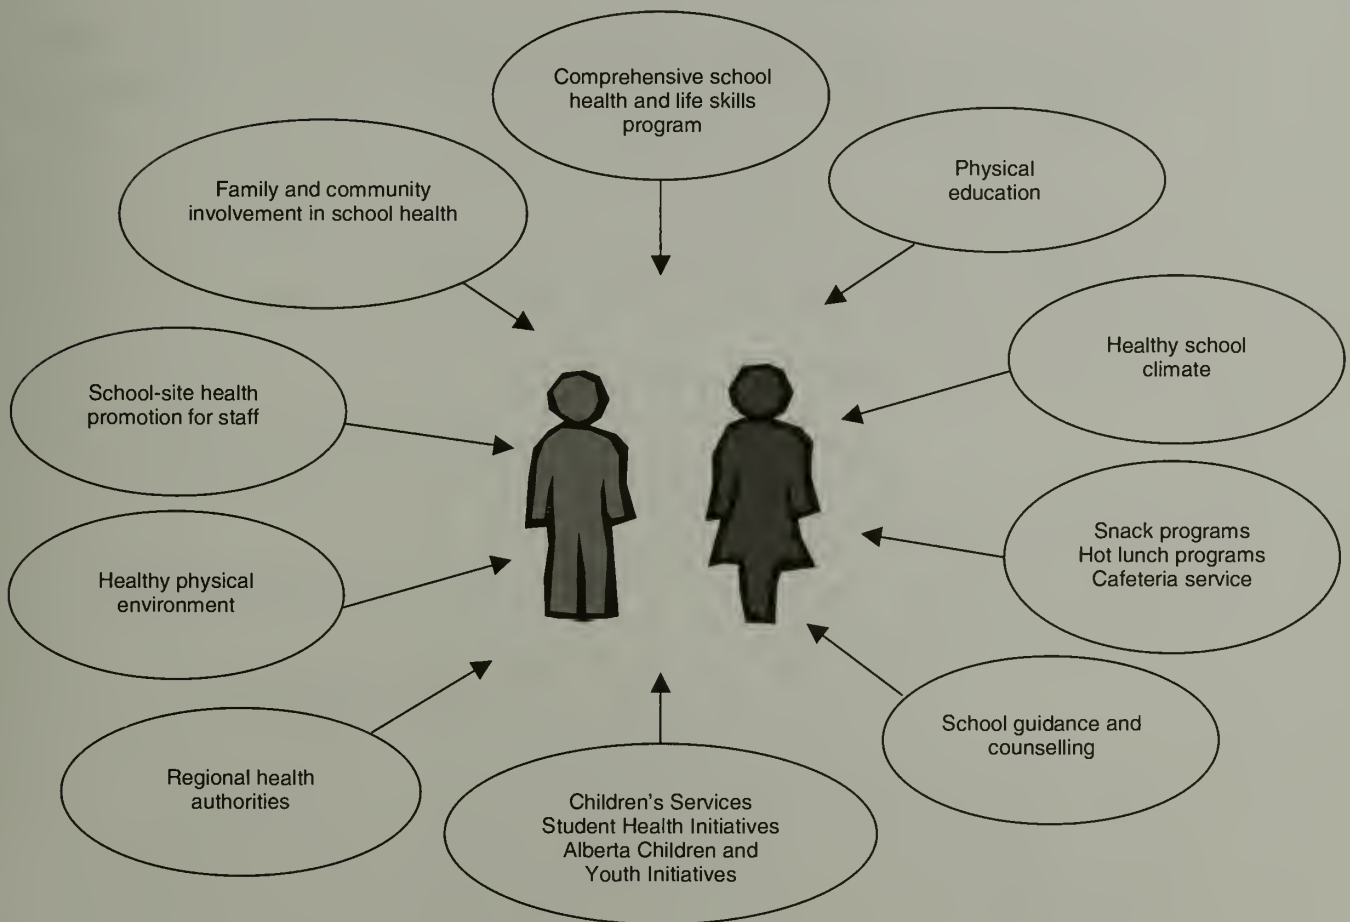 Comprehensive school
health and life skills
program
Physical
education
Healthy school
climate
Snack programs
Hot lunch programs
Cafeteria service
School guidance and
counselling
Children's Services
Student Health Initiatives
Alberta Children and
Youth Initiatives
Regional health
authorities
Healthy physical
environment
School-site health
promotion for staff
Family and community
involvement in school health